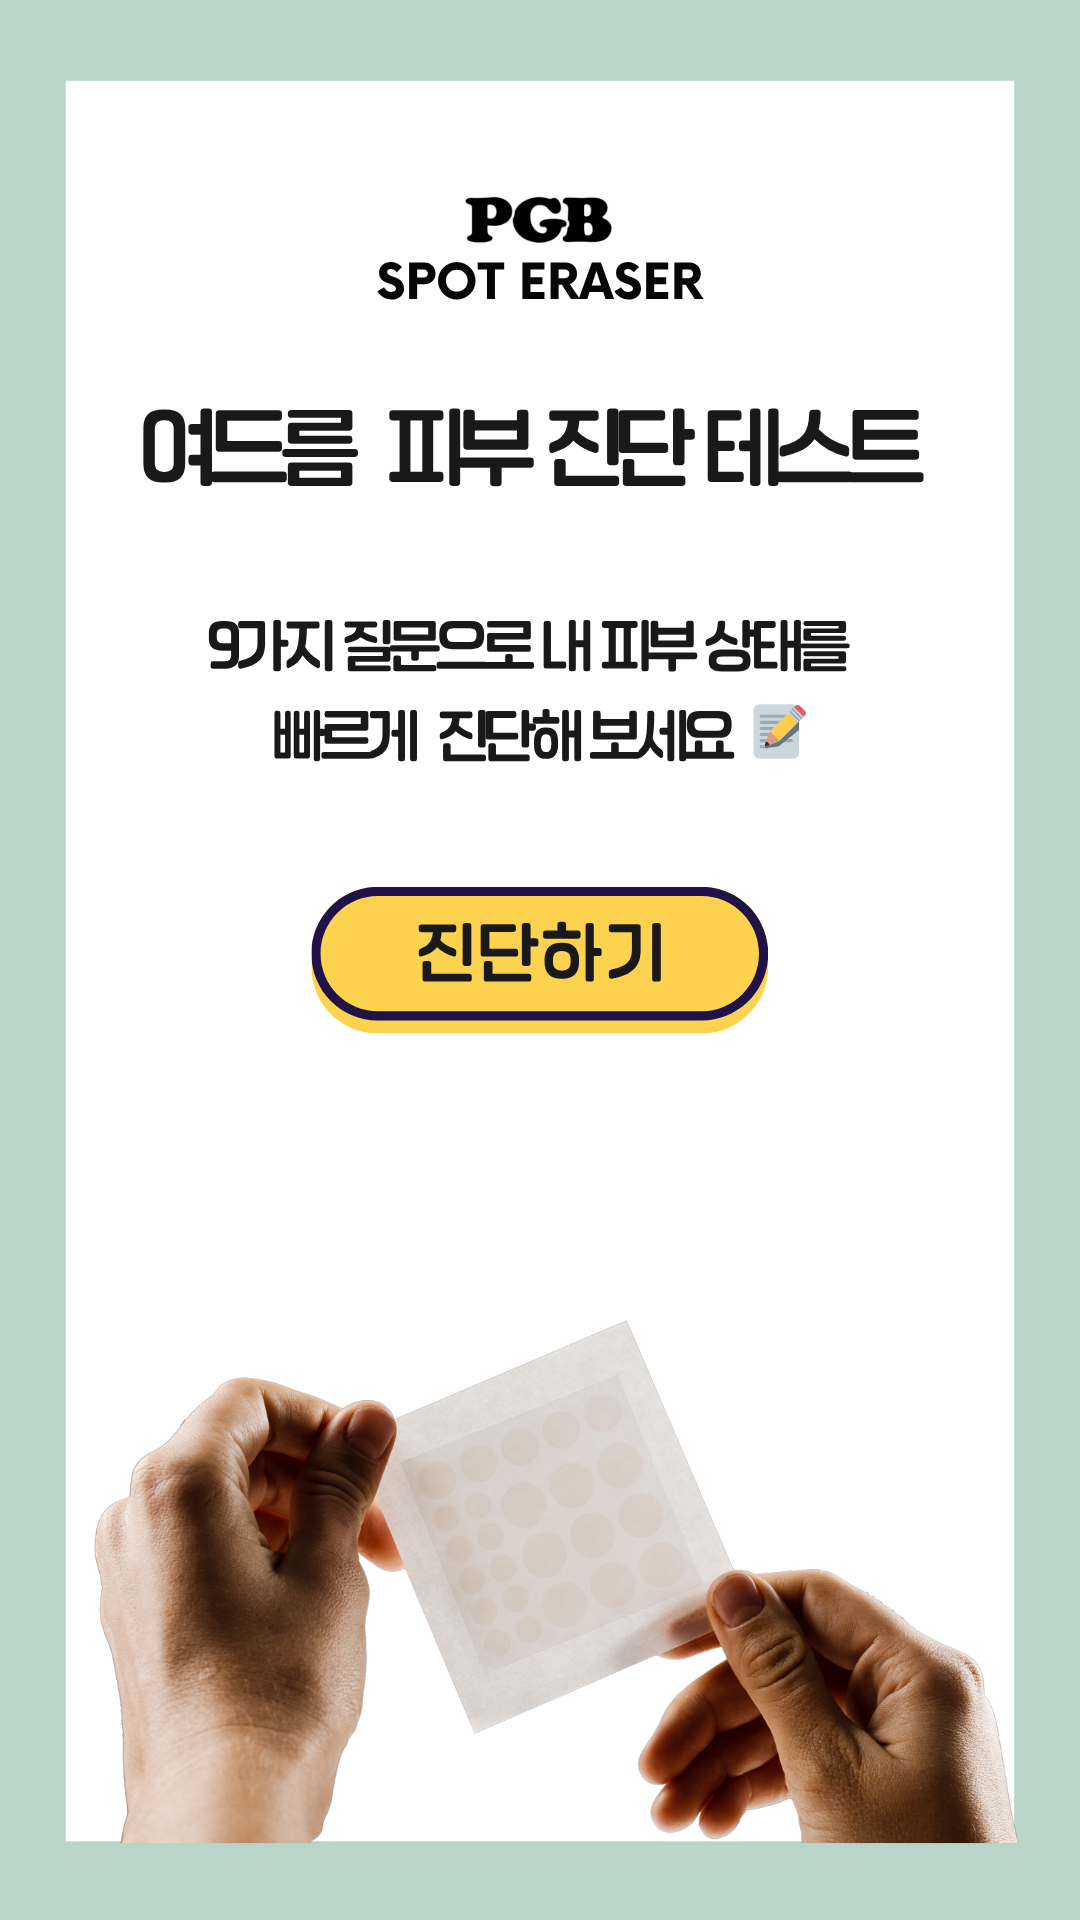 PGB
SPOT ERASER
여드름 피부 진단 테스트
9가지 질문으로 내 피부 상태를
빠르게 진단해 보세요 📝
진단하기